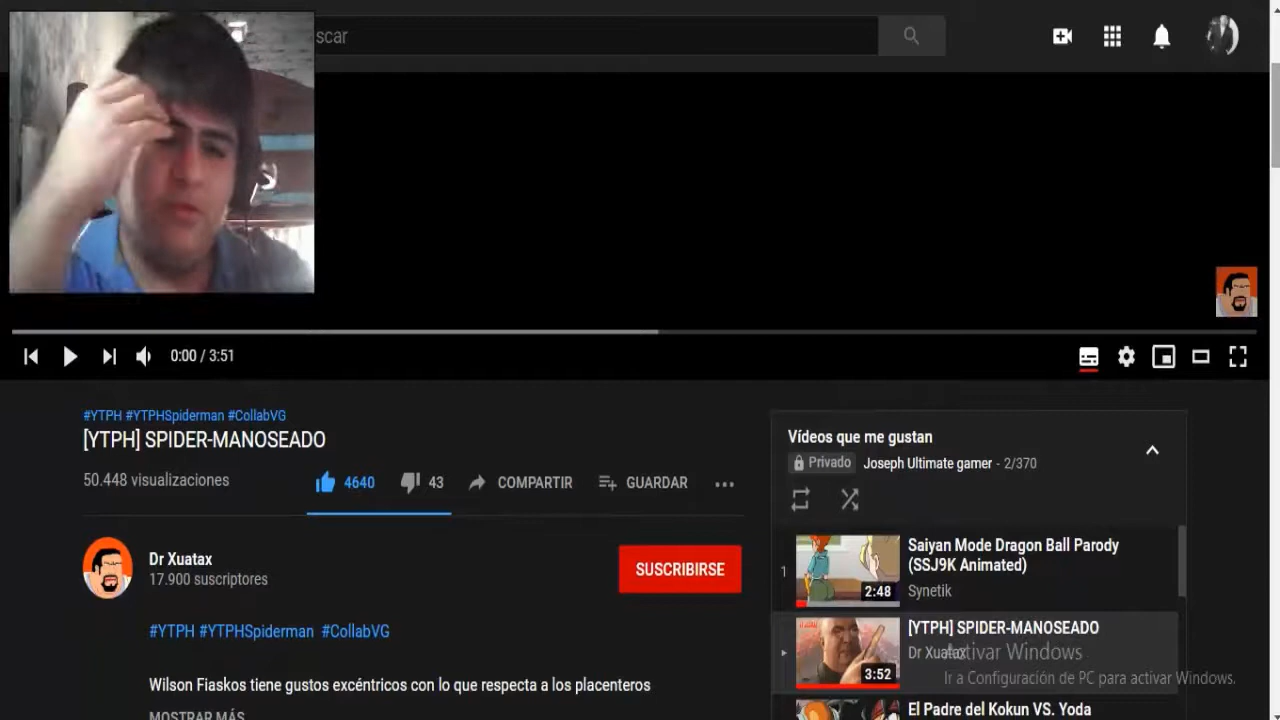 scar
0:00 / 3:51
#YTPH #YTPHSpiderman #CollabVG
[YTPH] SPIDER-MANOSEADO
50.448 visualizaciones
4640
43
COMPARTIR
GUARDAR
Dr Xuatax
17.900 suscriptores
SUSCRIBIRSE
#YTPH #YTPHSpiderman #CollabVG
Wilson Fiaskos tiene gustos excéntricos con lo que respecta a los placenteros
MOSTRAR MÁS
Vídeos que me gustan
Privado Joseph Ultimate gamer - 2/370
1
Saiyan Mode Dragon Ball Parody
(SSJ9K Animated)
Synetik
2:48
[YTPH] SPIDER-MANOSEADO
Dr Xuatax
3:52
Activar Windows
Ir a Configuración de PC para activar Windows.
El Padre del Kokun VS. Yoda